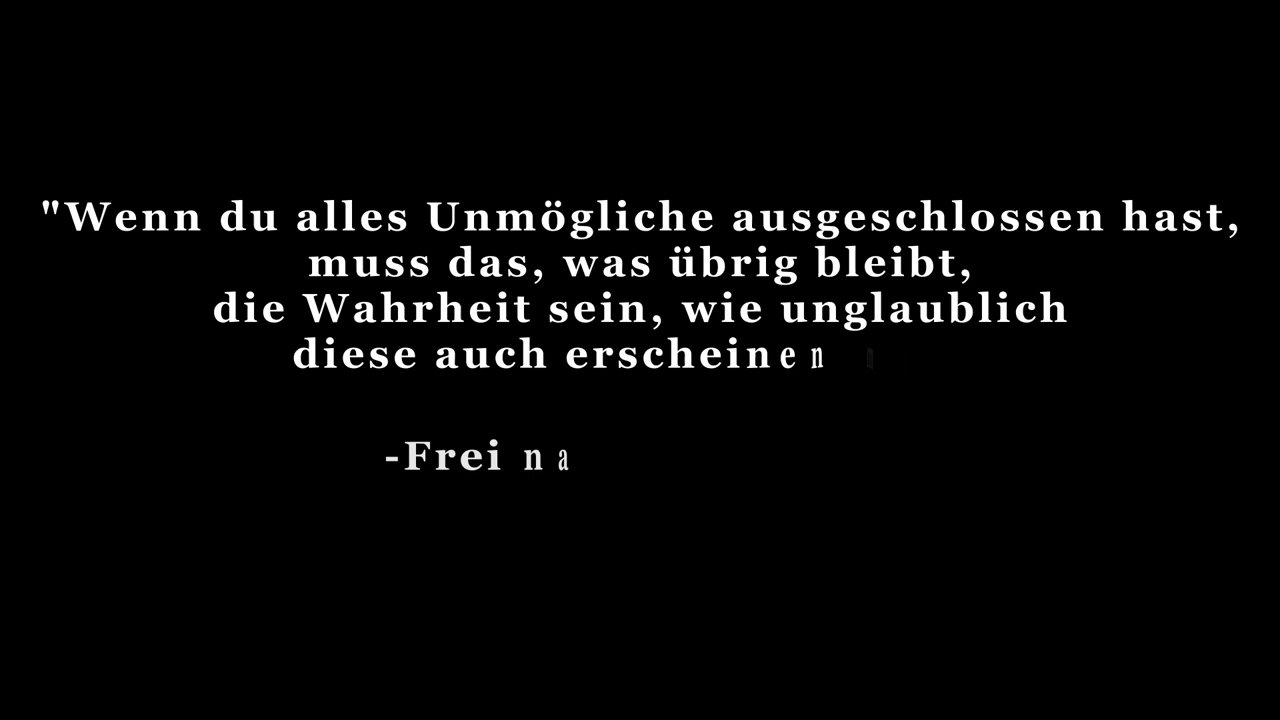 "Wenn du alles Unmögliche ausgeschlossen hast,
muss das, was übrig bleibt,
die Wahrheit sein, wie unglaublich
diese auch erscheinen
-Frei na